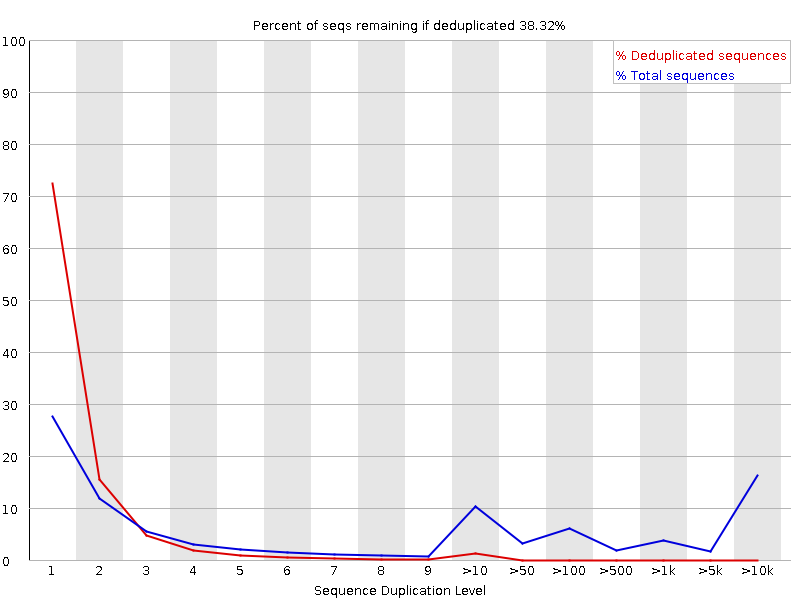 Percent of seqs remaining if deduplicated 38.32%
% Deduplicated sequences
% Total sequences
100
90
80
70
60
50
40
30
20
10
0
1 2 3 4 5 6 7 8 9 >10 >50 >100 >500 >1k >5k >10k
Sequence Duplication Level